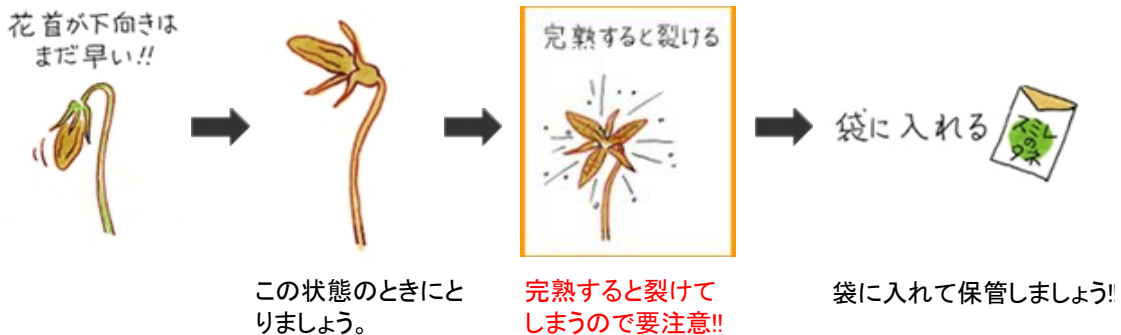 花首が下向きは
まだ早い!!
完熟すると裂ける
袋に入れる
スミレ
の
タネ
この状態のときにと
りましょう。
完熟すると裂けて
しまうので要注意!!
袋に入れて保管しましょう!!